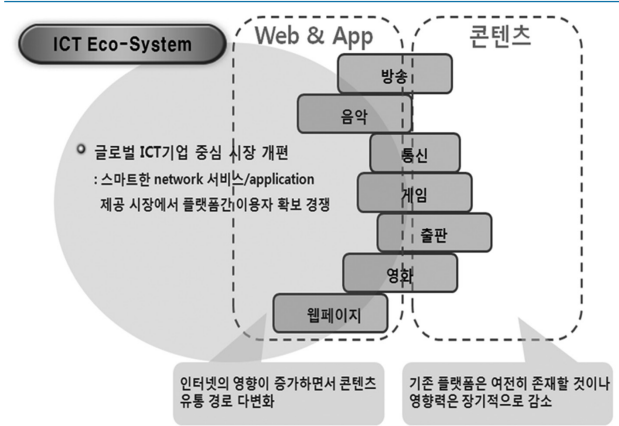 ICT Eco-System
Web & App
콘텐츠
방송
음악
통신
게임
출판
영화
웹페이지
글로벌 ICT기업 중심 시장 개편
: 스마트한 network 서비스/application
제공 시장에서 플랫폼간 이용자 확보 경쟁
인터넷의 영향이 증가하면서 콘텐츠
유통 경로 다변화
기존 플랫폼은 여전히 존재할 것이나
영향력은 장기적으로 감소